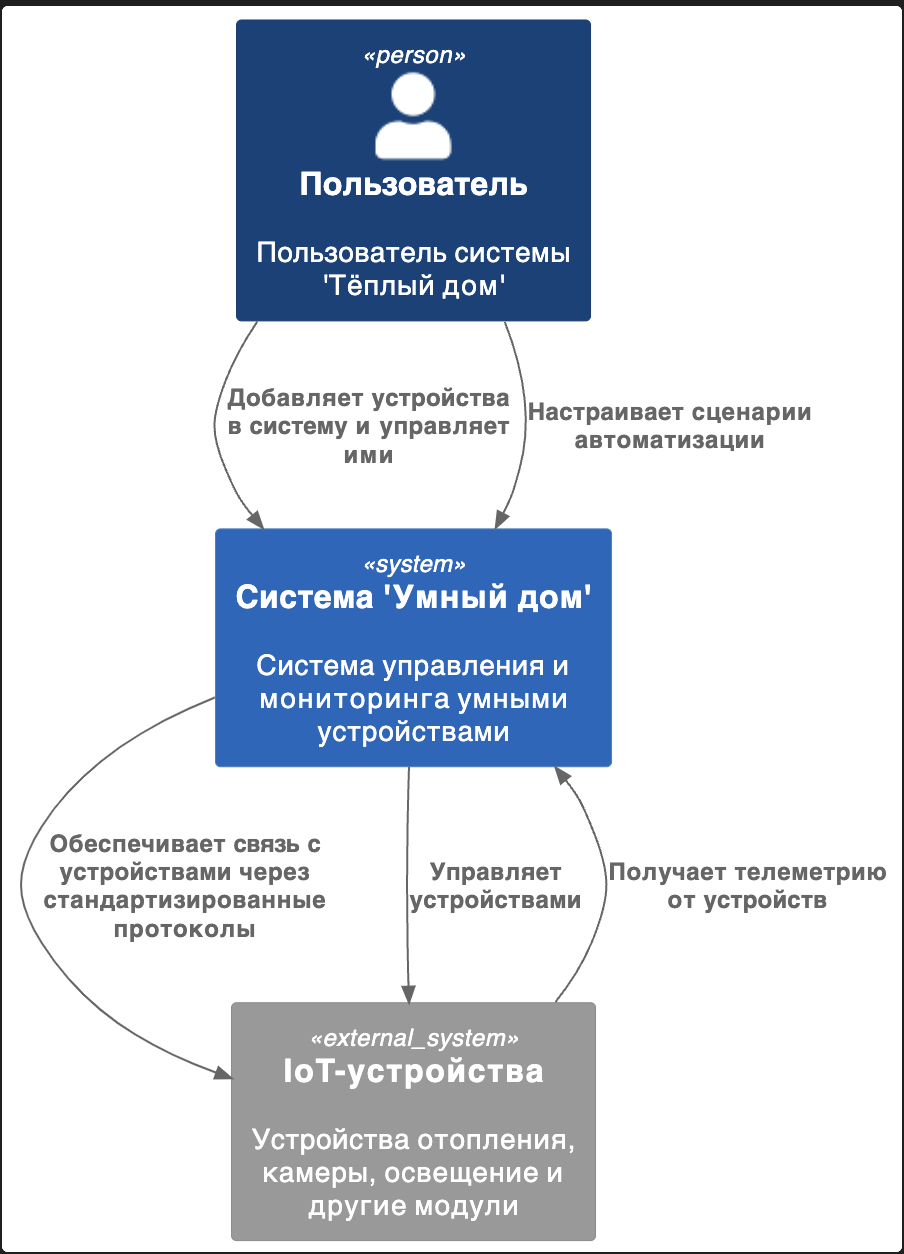 «person»
Пользователь
Пользователь системы
'Тёплый дом'
Добавляет устройства
в систему и управляет
ими
Настраивает сценарии
автоматизации
«system»
Система 'Умный дом'
Система управления и
мониторинга умными
устройствами
Обеспечивает связь с
устройствами через
стандартизированные
протоколы
Управляет
устройствами
Получает телеметрию
от устройств
«external_system»
IoT-устройства
Устройства отопления,
камеры, освещение и
другие модули